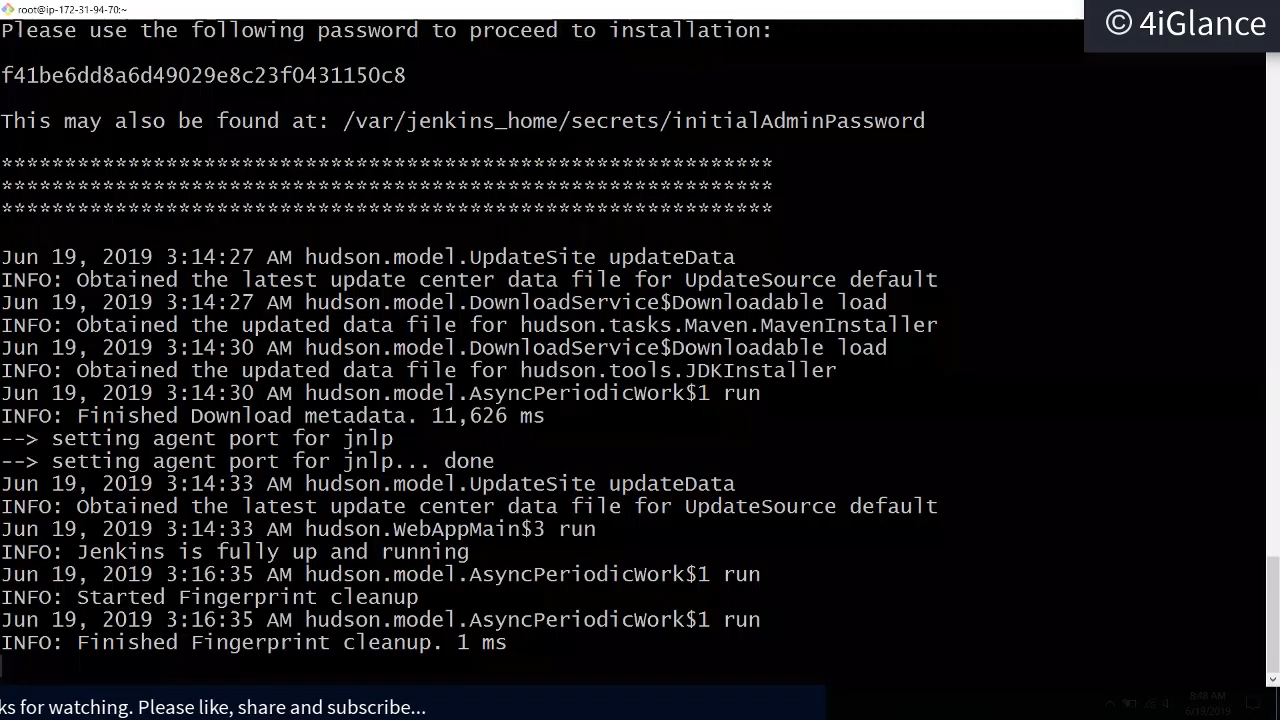 root@ip-172-31-94-70:~
© 4iGlance
Please use the following password to proceed to installation:
f41be6dd8a6d49029e8c23f0431150c8
This may also be found at: /var/jenkins_home/secrets/initialAdminPassword
*************************************************************
*************************************************************
*************************************************************
Jun 19, 2019 3:14:27 AM hudson.model.UpdateSite updateData
INFO: Obtained the latest update center data file for UpdateSource default
Jun 19, 2019 3:14:27 AM hudson.model.DownloadService$Downloadable load
INFO: Obtained the updated data file for hudson.tasks.Maven.MavenInstaller
Jun 19, 2019 3:14:30 AM hudson.model.DownloadService$Downloadable load
INFO: Obtained the updated data file for hudson.tools.JDKInstaller
Jun 19, 2019 3:14:30 AM hudson.model.AsyncPeriodicWork$1 run
INFO: Finished Download metadata. 11,626 ms
--> setting agent port for jnlp
--> setting agent port for jnlp... done
Jun 19, 2019 3:14:33 AM hudson.model.UpdateSite updateData
INFO: Obtained the latest update center data file for UpdateSource default
Jun 19, 2019 3:14:33 AM hudson.WebAppMain$3 run
INFO: Jenkins is fully up and running
Jun 19, 2019 3:16:35 AM hudson.model.AsyncPeriodicWork$1 run
INFO: Started Fingerprint cleanup
Jun 19, 2019 3:16:35 AM hudson.model.AsyncPeriodicWork$1 run
INFO: Finished Fingerprint cleanup. 1 ms
ks for watching. Please like, share and subscribe...
8:48 AM
6/19/2019